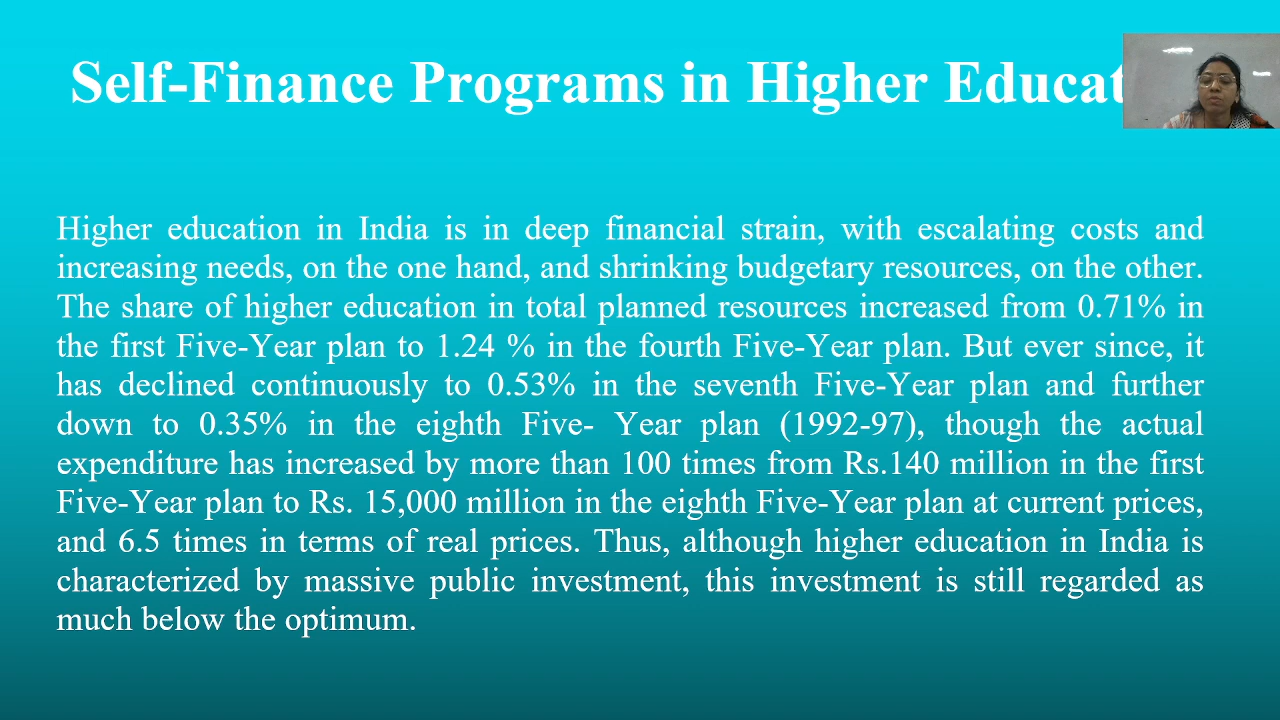 Self-Finance Programs in Higher
Higher education in India is in deep financial strain, with escalating costs and
increasing needs, on the one hand, and shrinking budgetary resources, on the other.
The share of higher education in total planned resources increased from 0.71% in
the first Five-Year plan to 1.24 % in the fourth Five-Year plan. But ever since, it
has declined continuously to 0.53% in the seventh Five-Year plan and further
down to 0.35% in the eighth Five- Year plan (1992-97), though the actual
expenditure has increased by more than 100 times from Rs.140 million in the first
Five-Year plan to Rs. 15,000 million in the eighth Five-Year plan at current prices,
and 6.5 times in terms of real prices. Thus, although higher education in India is
characterized by massive public investment, this investment is still regarded as
much below the optimum.